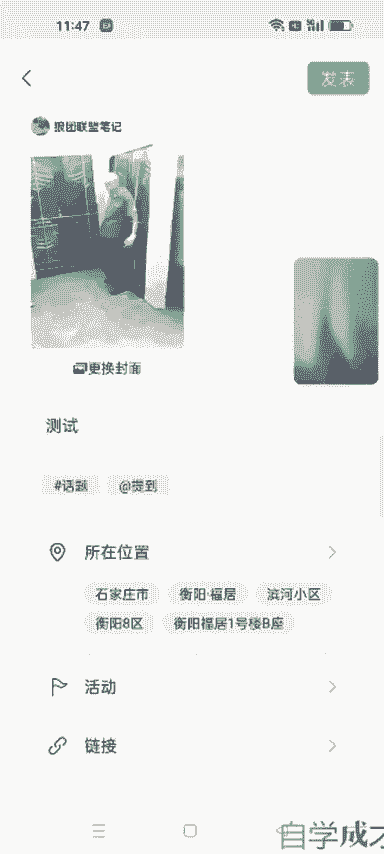 11:47
发表
狼团联盟笔记
更换封面
测试
#话题 @提到
所在位置
石家庄市 衡阳·福居 滨河小区
衡阳8区 衡阳福居1号楼B座
活动
链接
自学成才